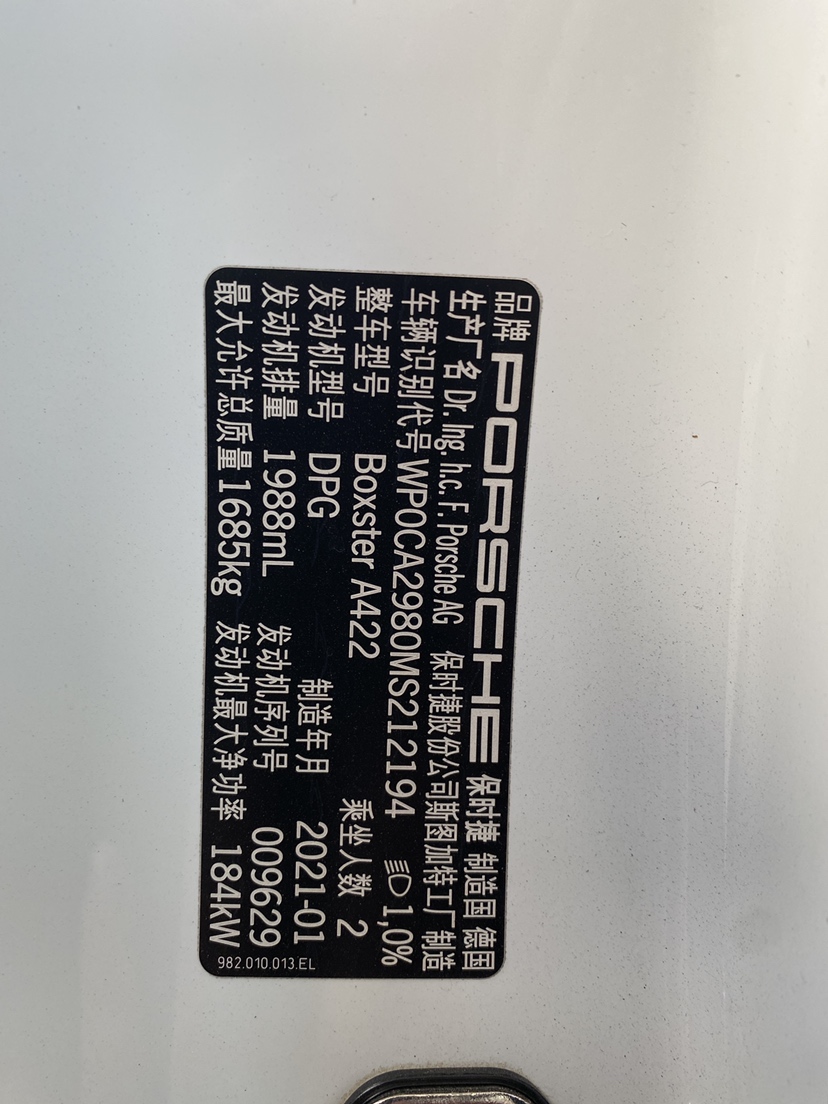 品牌 PORSCHE 保时捷 制造国 德国
生产厂名 Dr. Ing. h.c. F. Porsche AG 保时捷股份公司斯图加特工厂 制造
车辆识别代号 WP0CA2980MS212194 1,0%
整车型号 Boxster A422 乘坐人数 2
发动机型号 DPG 制造年月 2021-01
发动机排量 1988mL 发动机序列号 009629
最大允许总质量 1685kg 发动机最大净功率 184kW
982.010.013.EL